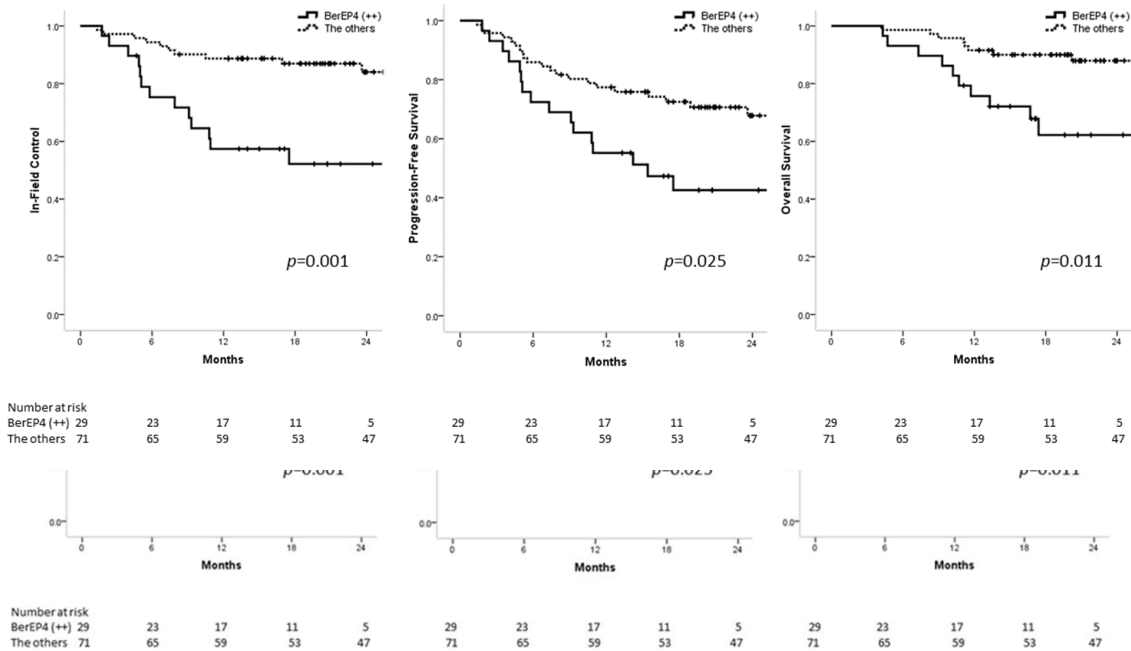 BerEP4 (++)
The others
1.0
0.8
0.6
0.4
0.2
0.0
In-Field Control
p=0.001
0 6 12 18 24
Months
BerEP4 (++)
The others
1.0
0.8
0.6
0.4
0.2
0.0
Progression-Free Survival
p=0.025
0 6 12 18 24
Months
BerEP4 (++)
The others
1.0
0.8
0.6
0.4
0.2
0.0
Overall Survival
p=0.011
0 6 12 18 24
Months
Number at risk
BerEP4 (++) 29 23 17 11 5 29 23 17 11 5 29 23 17 11 5
The others 71 65 59 53 47 71 65 59 53 47 71 65 59 53 47
p=0.001 p=0.025 p=0.011
0.0 0.0 0.0
0 6 12 18 24 0 6 12 18 24 0 6 12 18 24
Months Months Months
Number at risk
BerEP4 (++) 29 23 17 11 5 29 23 17 11 5 29 23 17 11 5
The others 71 65 59 53 47 71 65 59 53 47 71 65 59 53 47